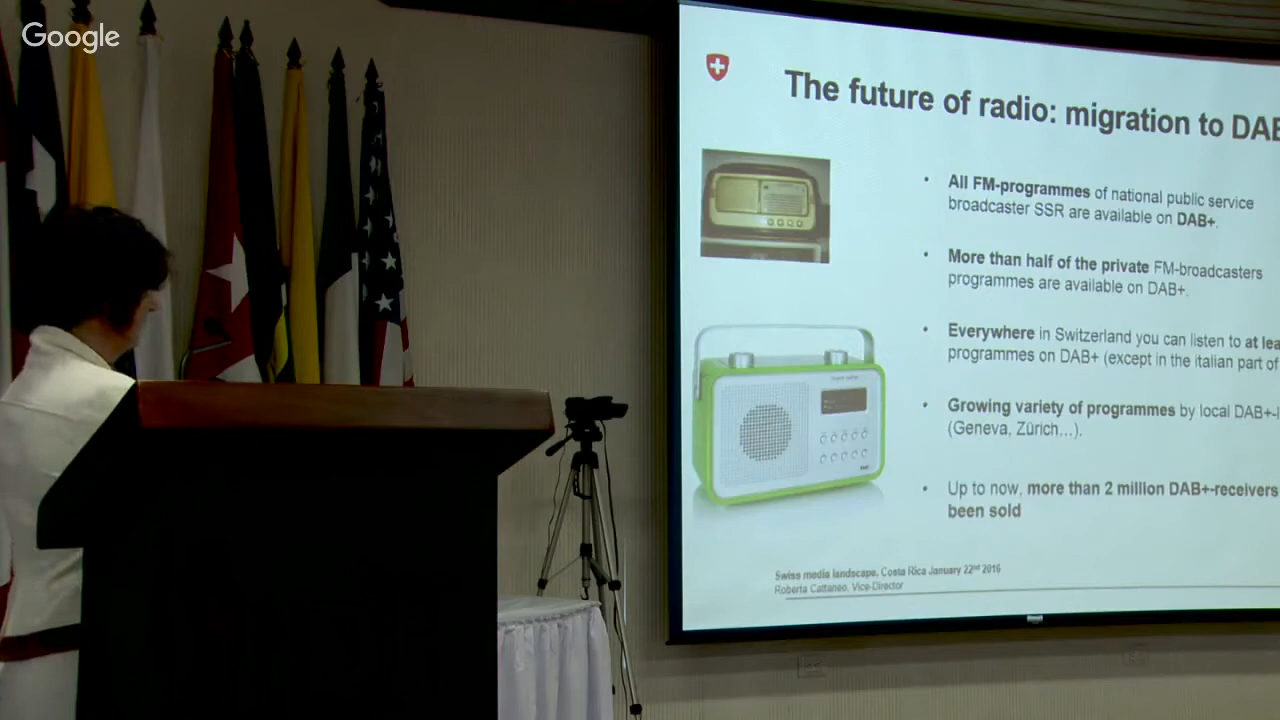 Google
The future of radio: migration to DAB
All FM-programmes of national public service
broadcaster SSR are available on DAB+.
More than half of the private FM-broadcasters
programmes are available on DAB+.
Everywhere in Switzerland you can listen to at lea
programmes on DAB+ (except in the italian part of
Growing variety of programmes by local DAB+-
(Geneva, Zürich...).
Up to now, more than 2 million DAB+-receivers
been sold
Swiss media landscape, Costa Rica January 22nd 2016
Roberta Cattaneo, Vice-Director